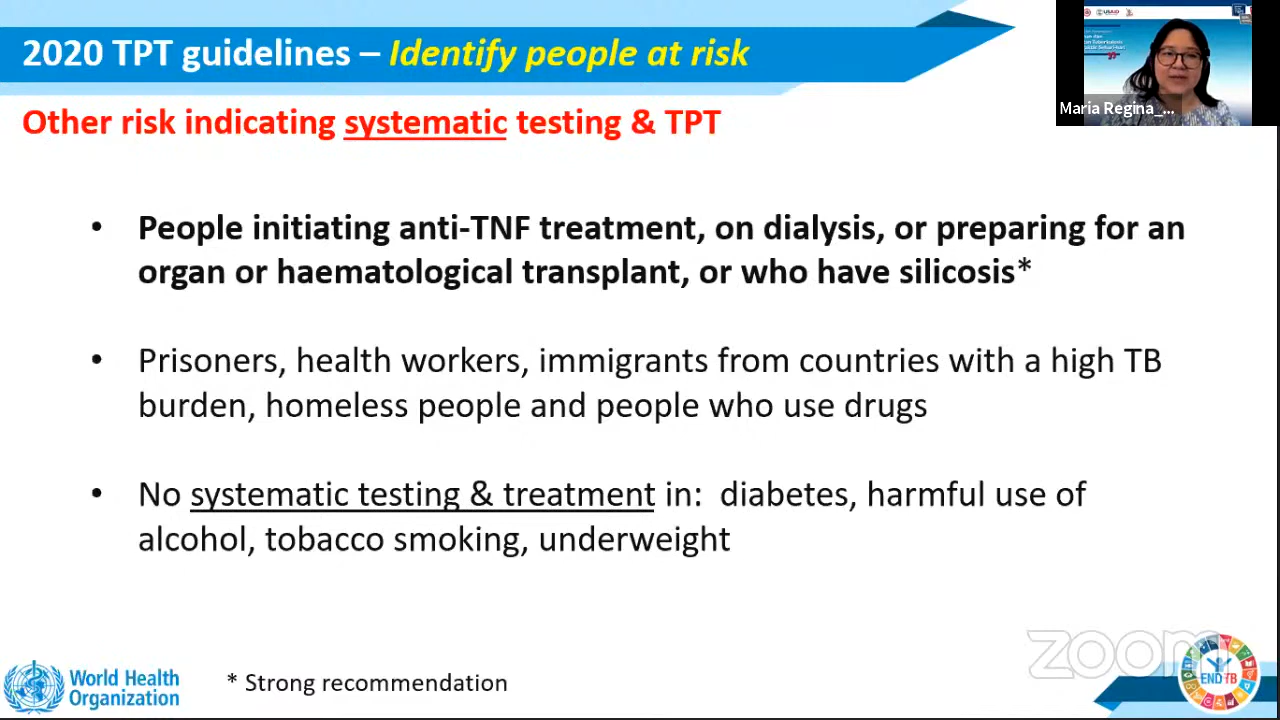 2020 TPT guidelines – Identify people at risk
Other risk indicating systematic testing & TPT
• People initiating anti-TNF treatment, on dialysis, or preparing for an
organ or haematological transplant, or who have silicosis*
• Prisoners, health workers, immigrants from countries with a high TB
burden, homeless people and people who use drugs
• No systematic testing & treatment in: diabetes, harmful use of
alcohol, tobacco smoking, underweight
* Strong recommendation
World Health
Organization
zoom
END TB
USAID
Maria Regina_...